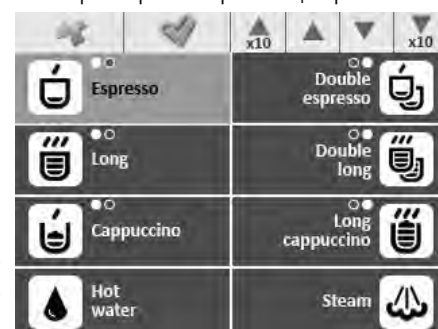 x10
x10
Espresso
Double
espresso
Long
Double
long
Cappuccino
Long
cappuccino
Hot
water
Steam